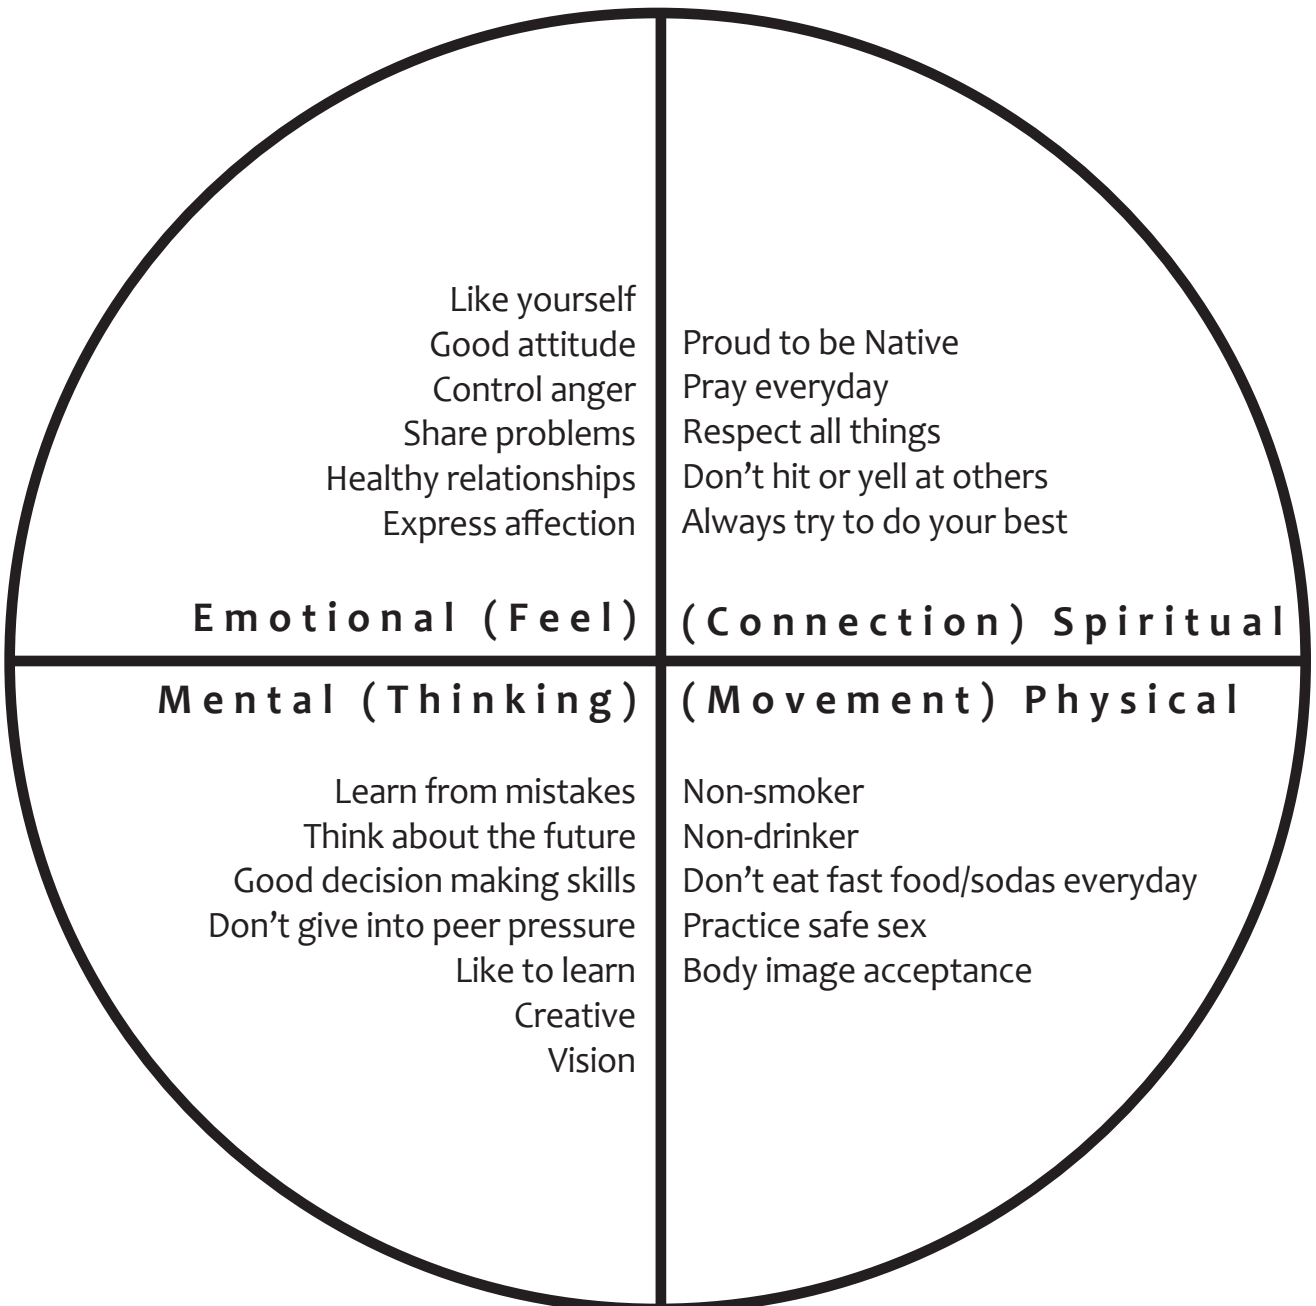 Like yourself
Good attitude
Control anger
Share problems
Healthy relationships
Express affection
Emotional (Feel)
Proud to be Native
Pray everyday
Respect all things
Don’t hit or yell at others
Always try to do your best
(Connection) Spiritual
Mental (Thinking)
Learn from mistakes
Think about the future
Good decision making skills
Don’t give into peer pressure
Like to learn
Creative
Vision
(Movement) Physical
Non-smoker
Non-drinker
Don’t eat fast food/sodas everyday
Practice safe sex
Body image acceptance